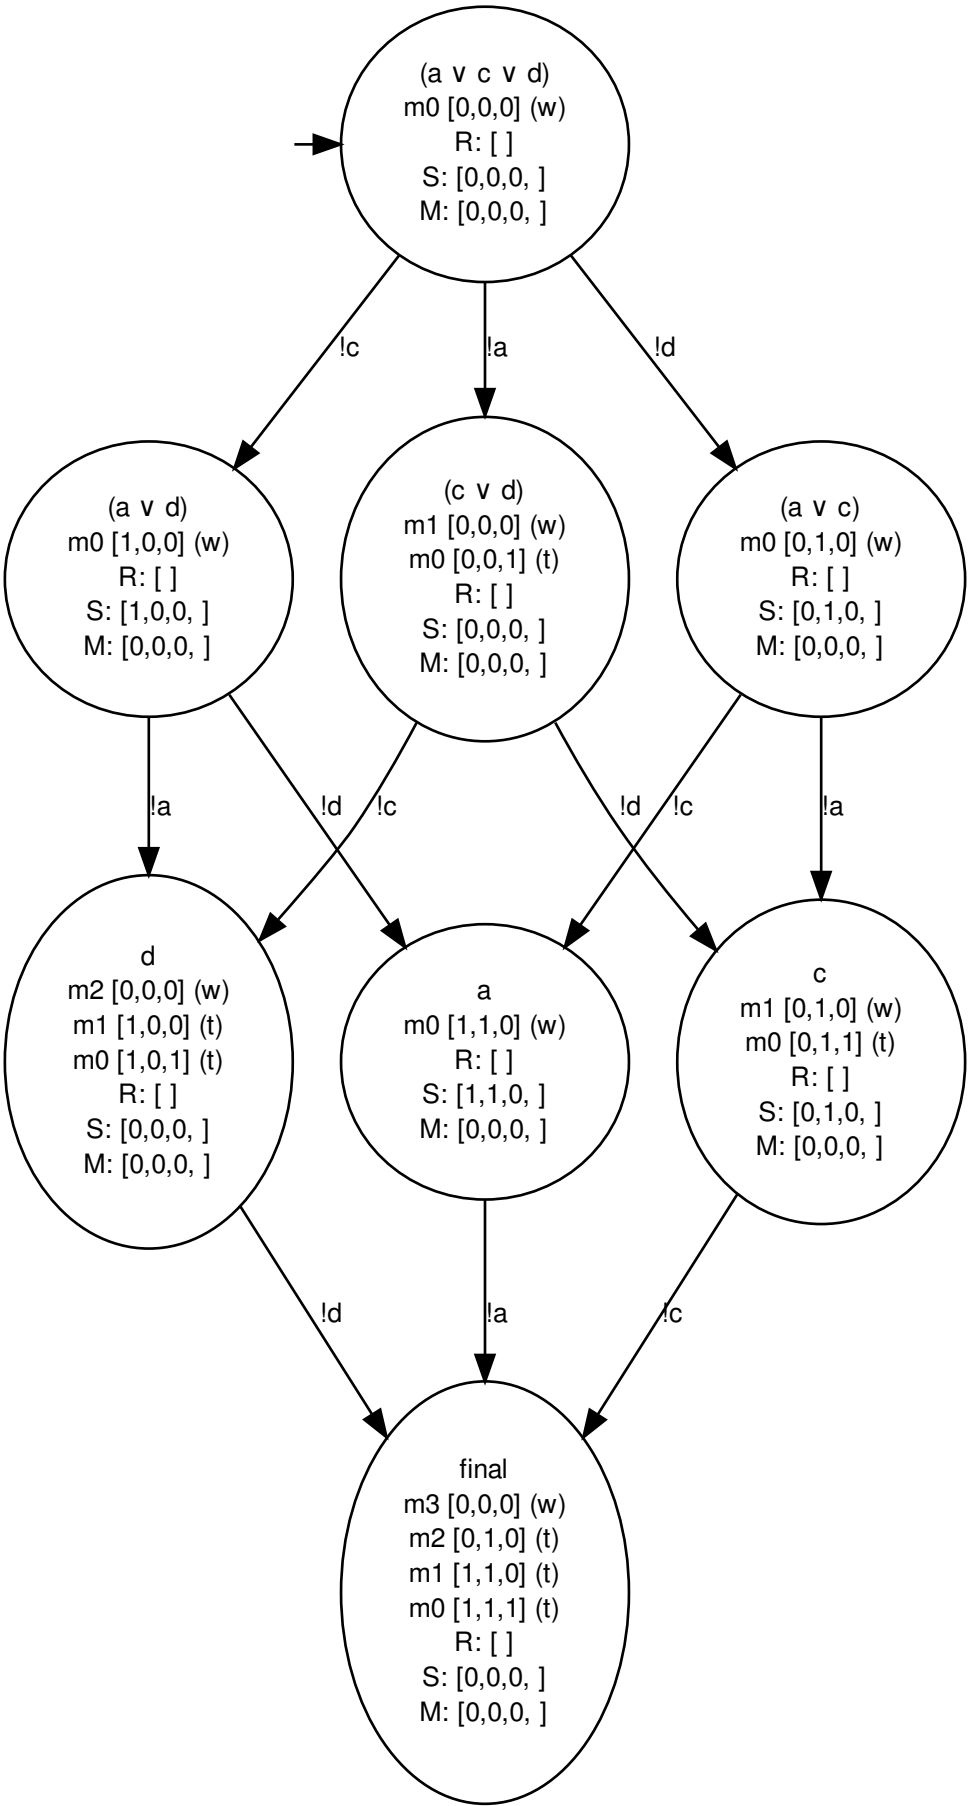 (a ∨ c ∨ d)
m0 [0,0,0] (w)
R: [ ]
S: [0,0,0, ]
M: [0,0,0, ]
!c
!a
!d
(a ∨ d)
m0 [1,0,0] (w)
R: [ ]
S: [1,0,0, ]
M: [0,0,0, ]
(c ∨ d)
m1 [0,0,0] (w)
m0 [0,0,1] (t)
R: [ ]
S: [0,0,0, ]
M: [0,0,0, ]
(a ∨ c)
m0 [0,1,0] (w)
R: [ ]
S: [0,1,0, ]
M: [0,0,0, ]
!a
!d
!c
!d
!c
!a
d
m2 [0,0,0] (w)
m1 [1,0,0] (t)
m0 [1,0,1] (t)
R: [ ]
S: [0,0,0, ]
M: [0,0,0, ]
a
m0 [1,1,0] (w)
R: [ ]
S: [1,1,0, ]
M: [0,0,0, ]
c
m1 [0,1,0] (w)
m0 [0,1,1] (t)
R: [ ]
S: [0,1,0, ]
M: [0,0,0, ]
!d
!a
!c
final
m3 [0,0,0] (w)
m2 [0,1,0] (t)
m1 [1,1,0] (t)
m0 [1,1,1] (t)
R: [ ]
S: [0,0,0, ]
M: [0,0,0, ]